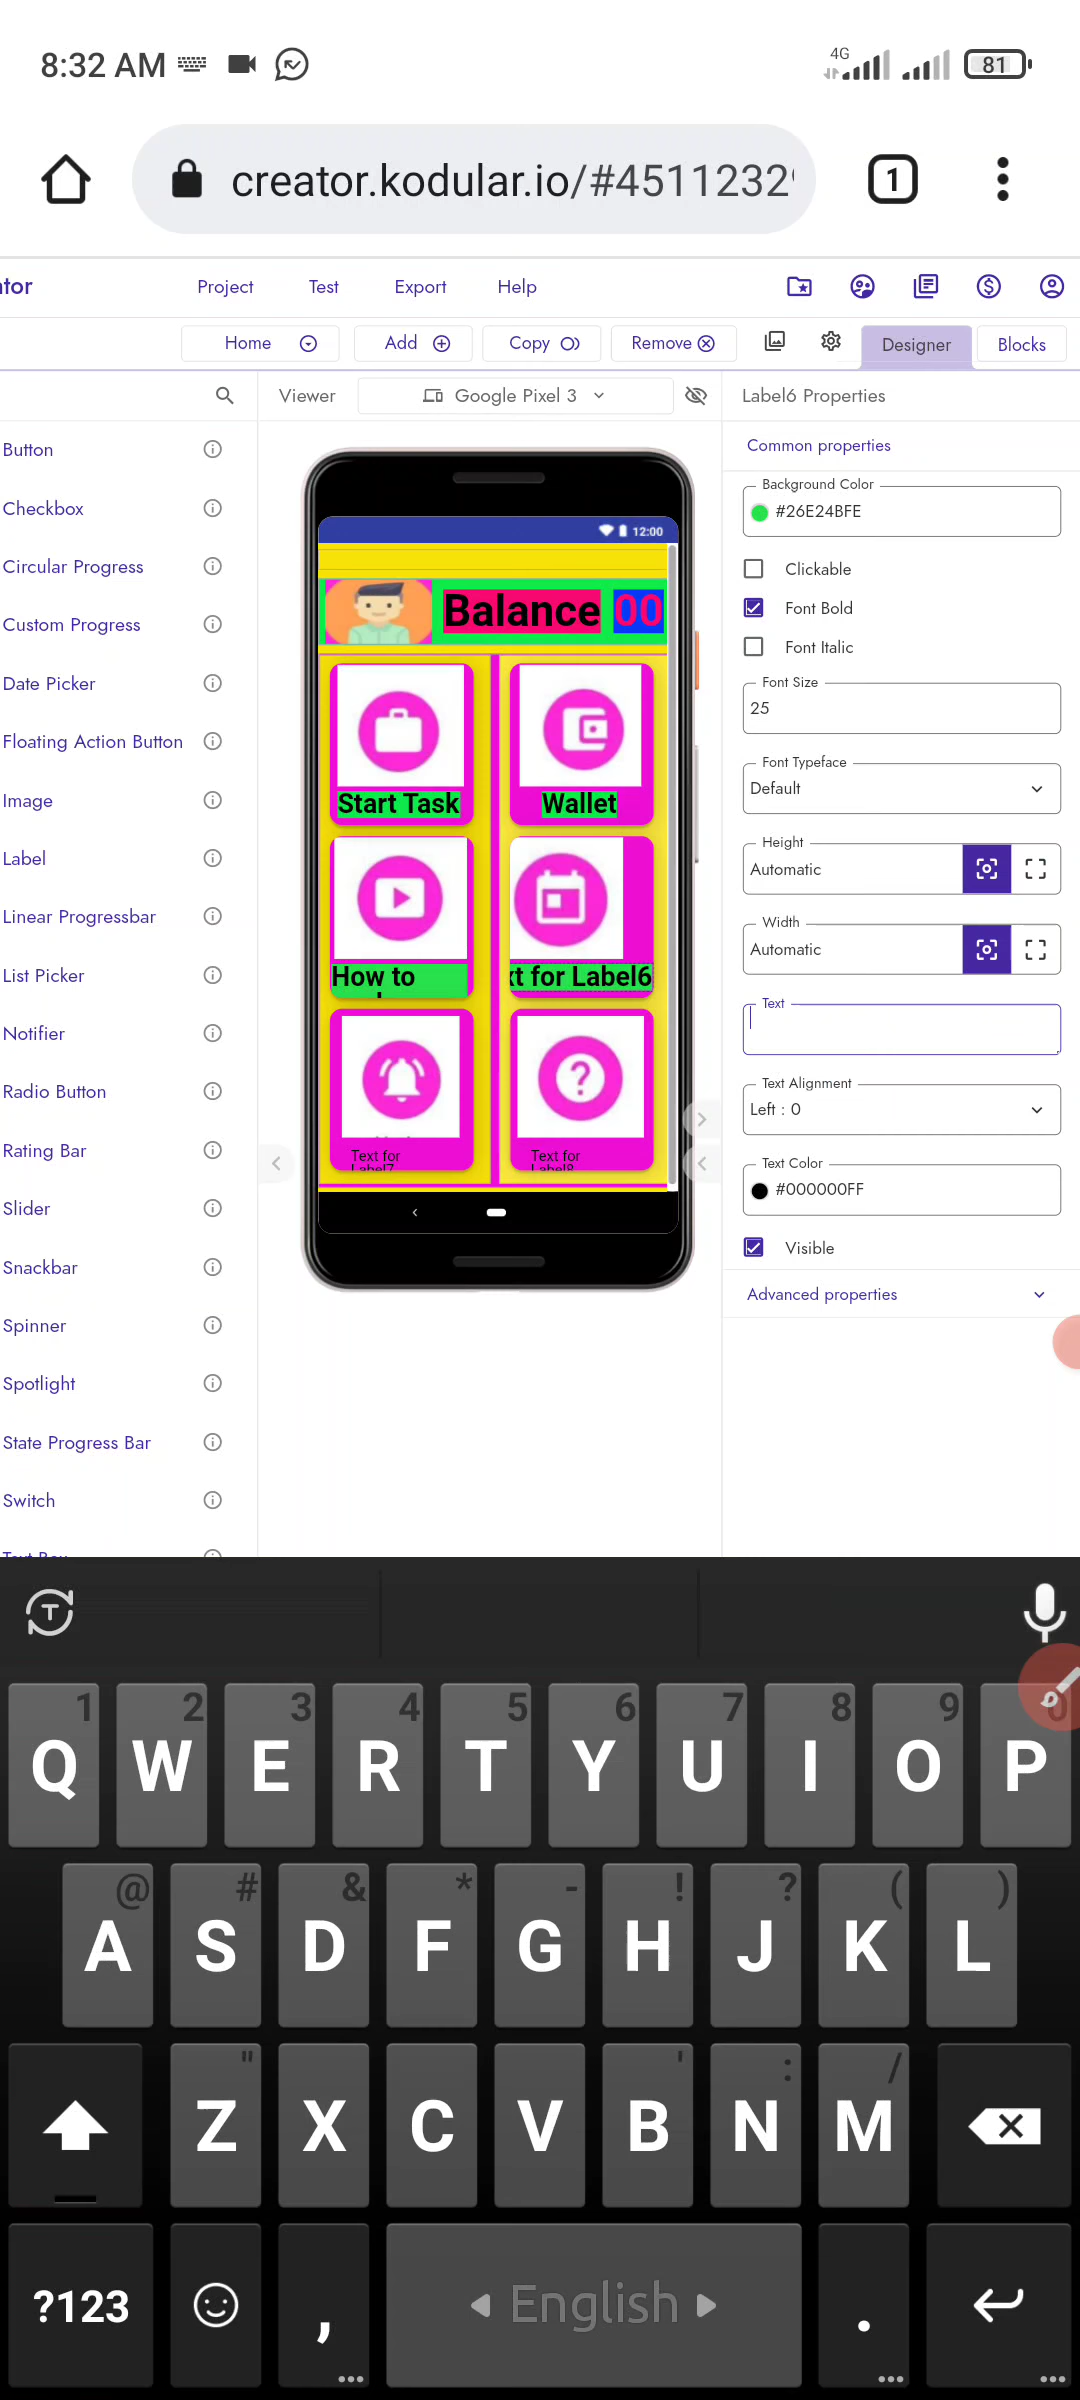 8:32 AM
4G
81
creator.kodular.io/#4511232
1
ator
Project
Test
Export
Help
Home
Add
Copy
Remove
Designer
Blocks
Viewer
Google Pixel 3
Label6 Properties
Button
Checkbox
Circular Progress
Custom Progress
Date Picker
Floating Action Button
Image
Label
Linear Progressbar
List Picker
Notifier
Radio Button
Rating Bar
Slider
Snackbar
Spinner
Spotlight
State Progress Bar
Switch
Text Box
12:00
Balance 00
Start Task
Wallet
How to
xt for Label6
Text for
Label7
Text for
Label8
Common properties
Background Color
#26E24BFE
Clickable
Font Bold
Font Italic
Font Size
25
Font Typeface
Default
Height
Automatic
Width
Automatic
Text
Text Alignment
Left : 0
Text Color
#000000FF
Visible
Advanced properties
T
1 2 3 4 5 6 7 8 9 0
Q W E R T Y U I O P
@ # & * - ! ? ( )
A S D F G H J K L
" ' : /
Z X C V B N M
?123 , English .